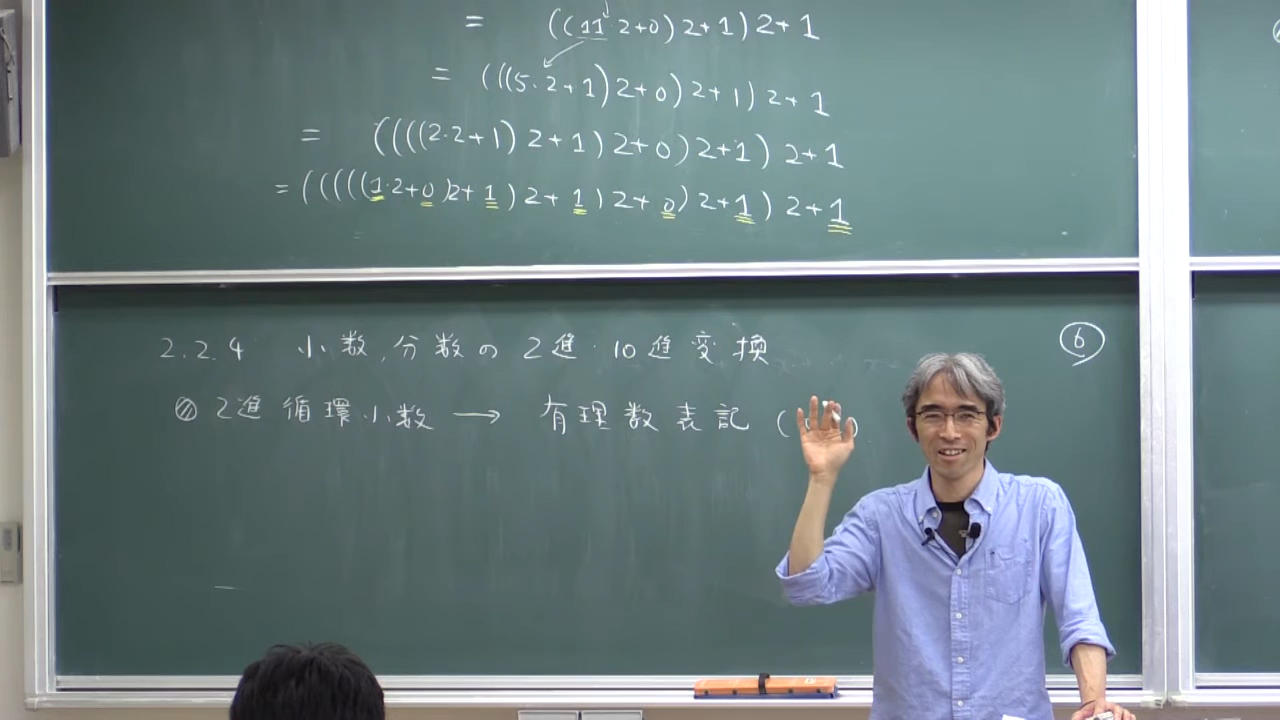 = ((11·2+0)2+1)2+1
= (((5·2+1)2+0)2+1)2+1
= ((((2·2+1)2+1)2+0)2+1)2+1
= (((((1·2+0)2+1)2+1)2+0)2+1)2+1
2.2.4 小数,分数の2進・10進変換
⑥
2進循環小数 → 有理数表記 (